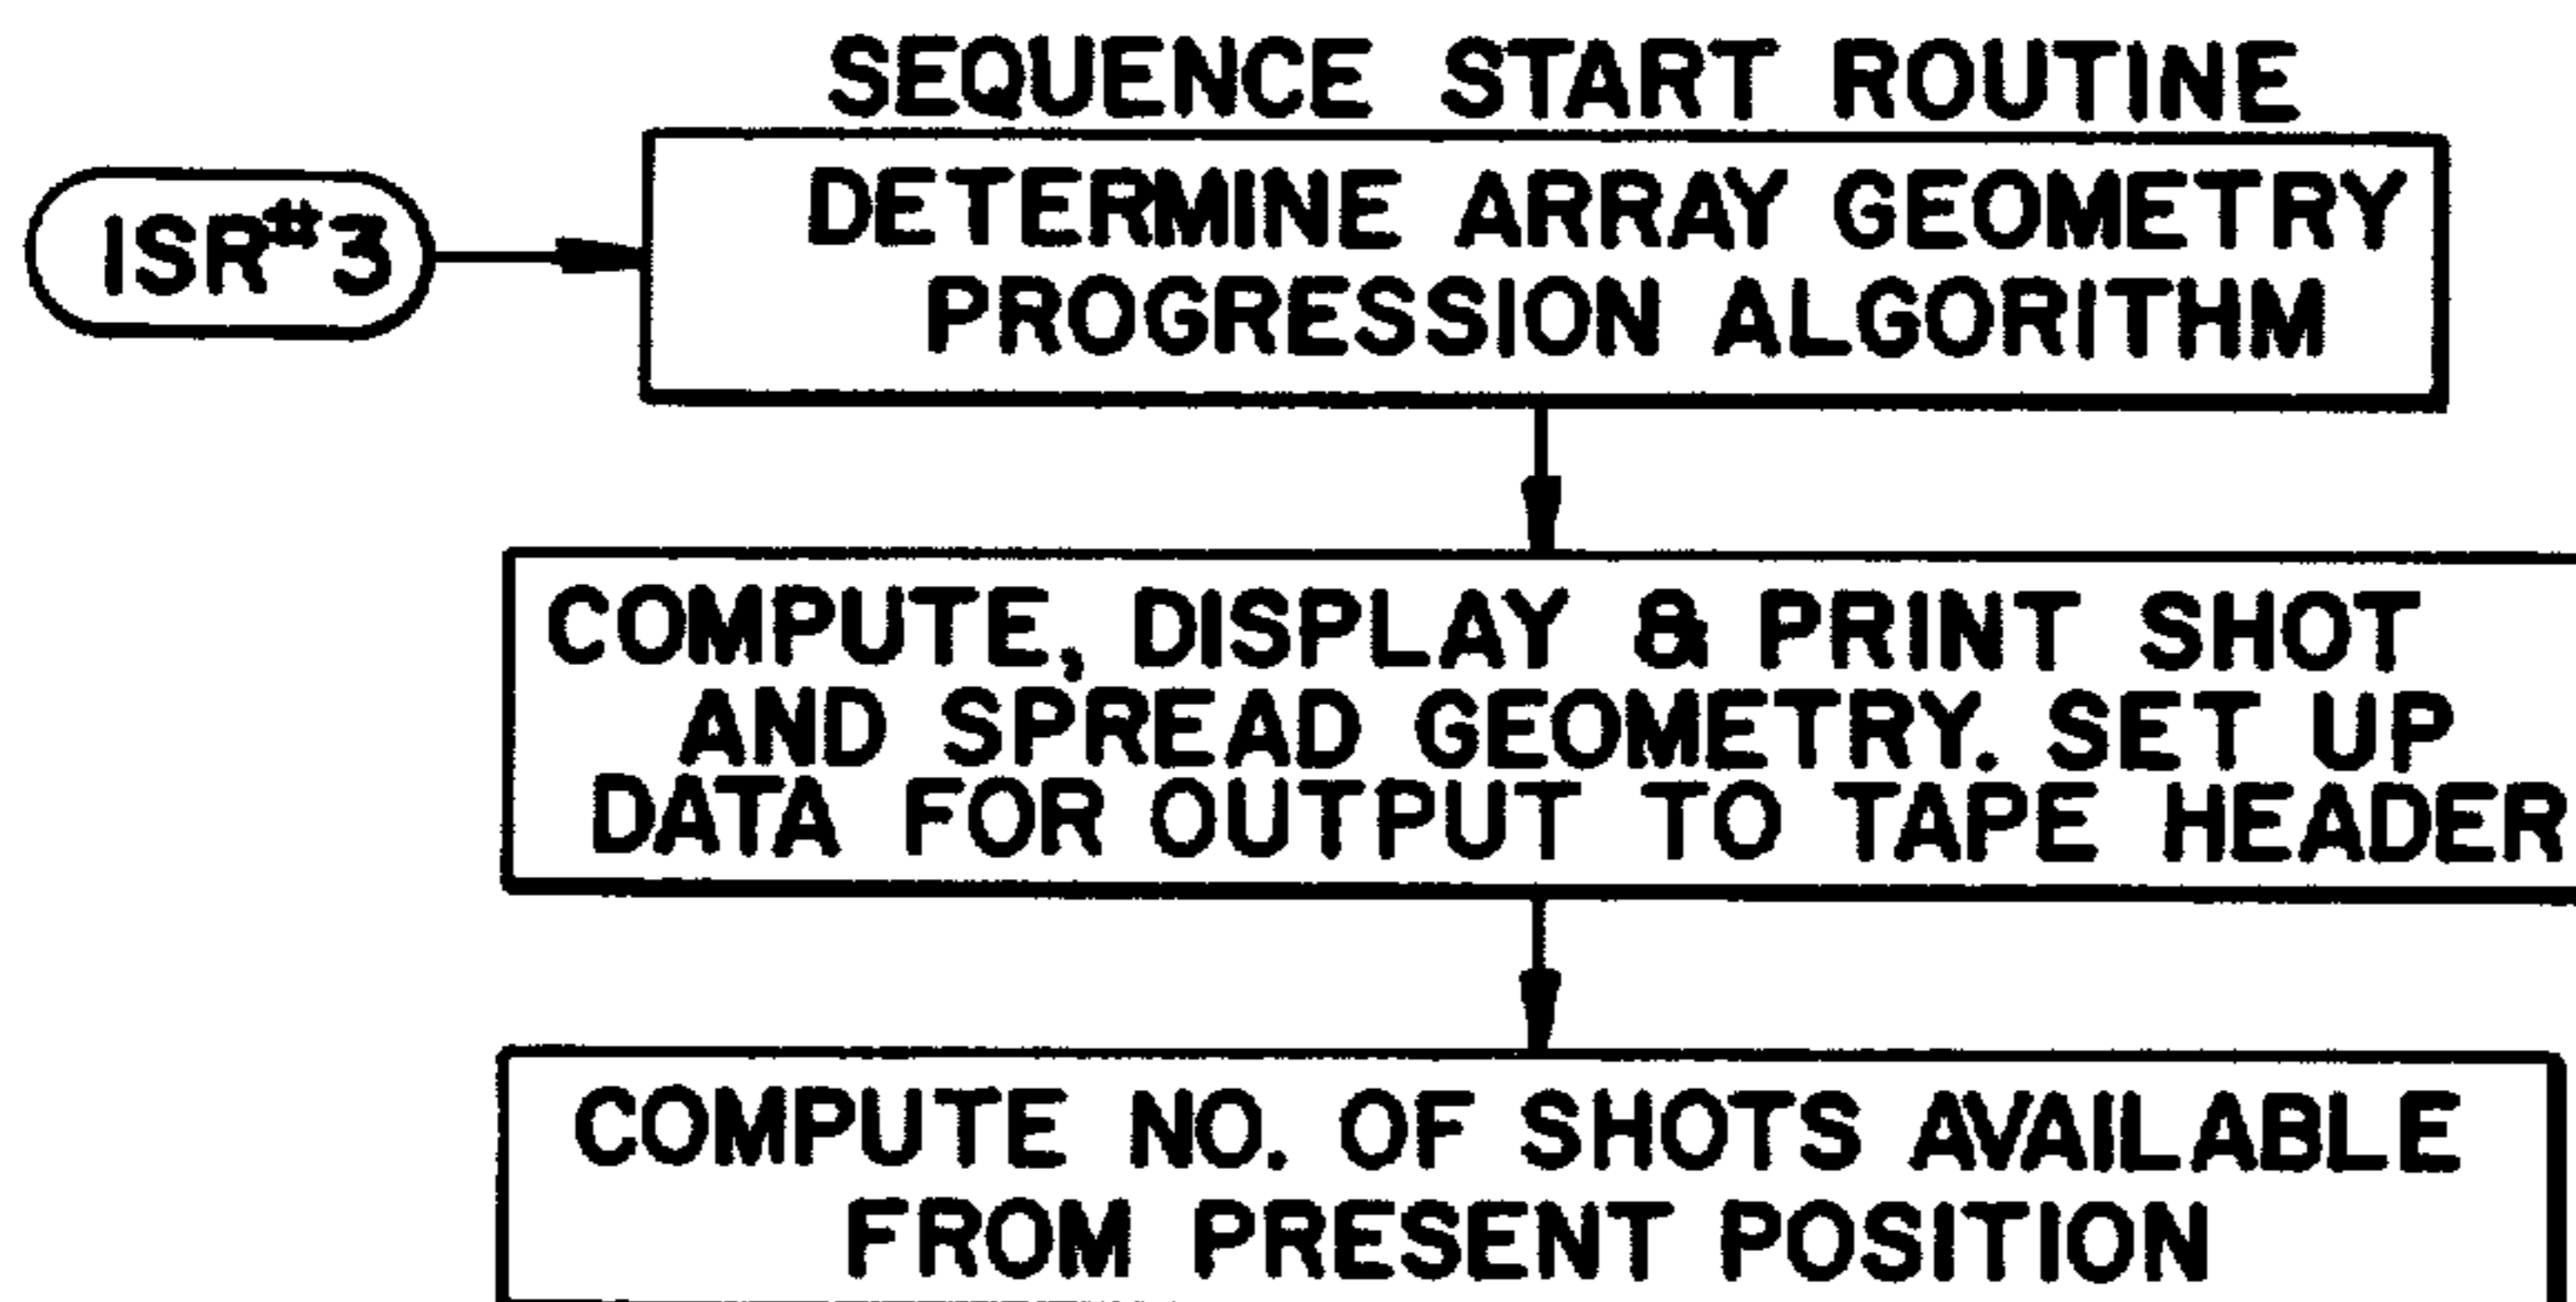 SEQUENCE START ROUTINE
ISR#3
DETERMINE ARRAY GEOMETRY
PROGRESSION ALGORITHM
COMPUTE, DISPLAY & PRINT SHOT
AND SPREAD GEOMETRY. SET UP
DATA FOR OUTPUT TO TAPE HEADER
COMPUTE NO. OF SHOTS AVAILABLE
FROM PRESENT POSITION